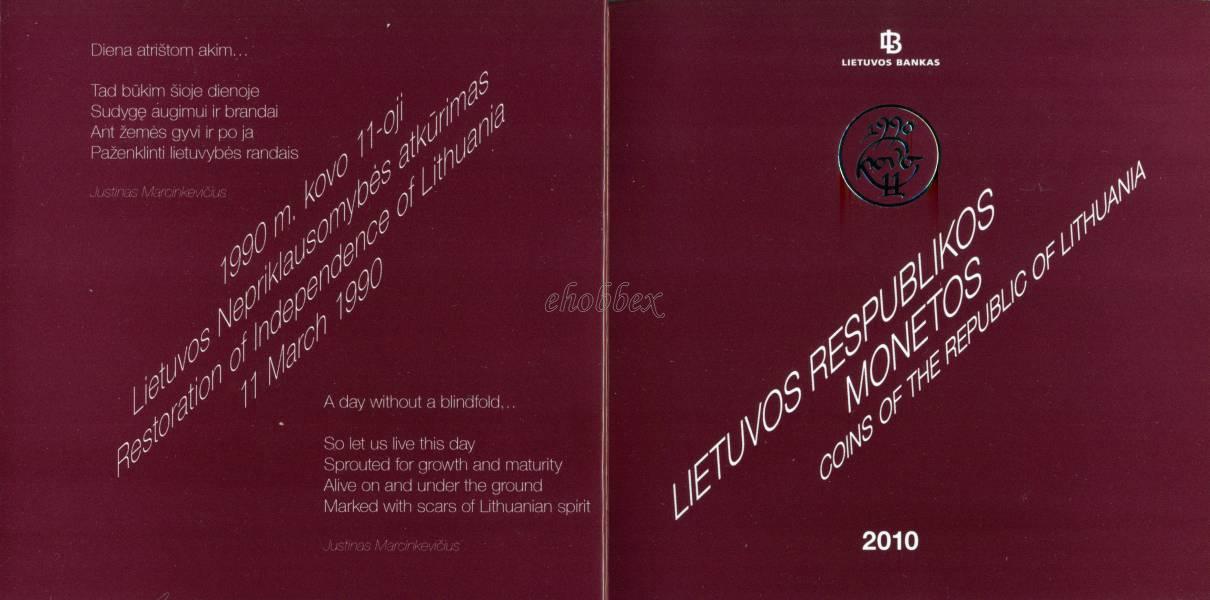 Diena atrištom akim...
Tad būkim šioje dienoje
Sudygę augimui ir brandai
Ant žemės gyvi ir po ja
Paženklinti lietuvybės randais
Justinas Marcinkevičius
1990 m. kovo 11-oji
Lietuvos Nepriklausomybės atkūrimas
Restoration of Independence of Lithuania
11 March 1990
A day without a blindfold...
So let us live this day
Sprouted for growth and maturity
Alive on and under the ground
Marked with scars of Lithuanian spirit
Justinas Marcinkevičius
LB
LIETUVOS BANKAS
1990
kovo
11
LIETUVOS RESPUBLIKOS
MONETOS
COINS OF THE REPUBLIC OF LITHUANIA
2010
ehobbex